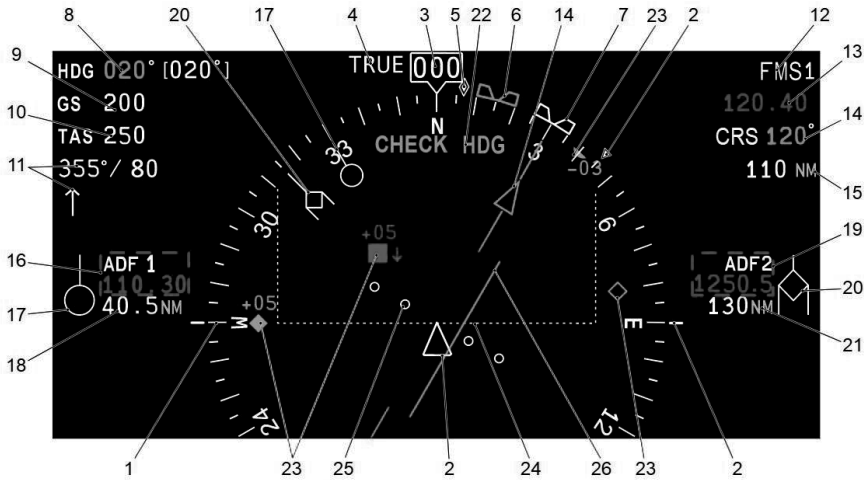 8 20 17 4 3 5 22 6 14 7 23 2 12
HDG 020° [020°] TRUE 000 FMS1
9 GS 200 120.40 13
10 TAS 250 N CHECK HDG CRS 120° 14
11 355°/ 80 33 3 -03 110 NM 15
30 +05 6
16 ADF 1 ADF2 19
110.30 1250.5 20
17 40.5NM +05 130NM
18 W E 21
24 12
1 23 25 2 24 26 23 2